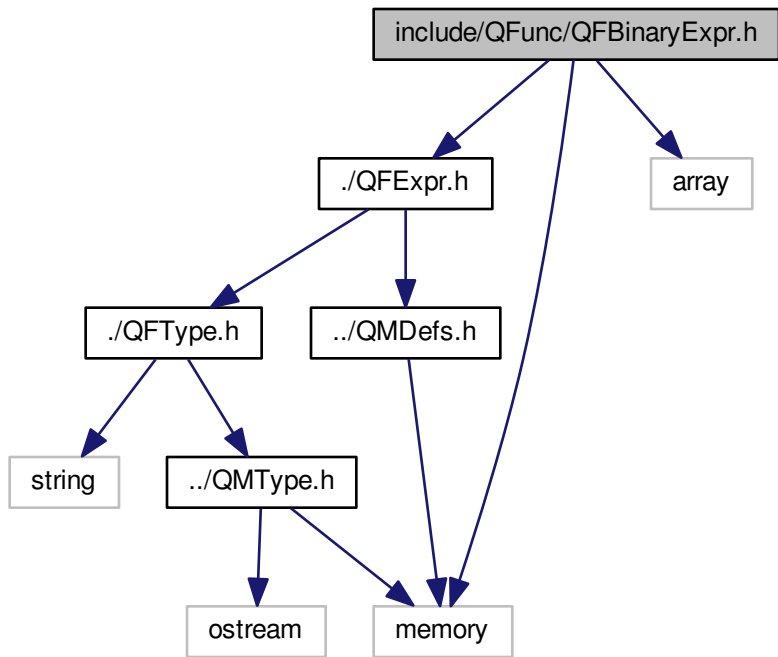 include/QFunc/QFBinaryExpr.h
./QFExpr.h
array
./QFType.h
../QMDefs.h
string
../QMType.h
ostream
memory